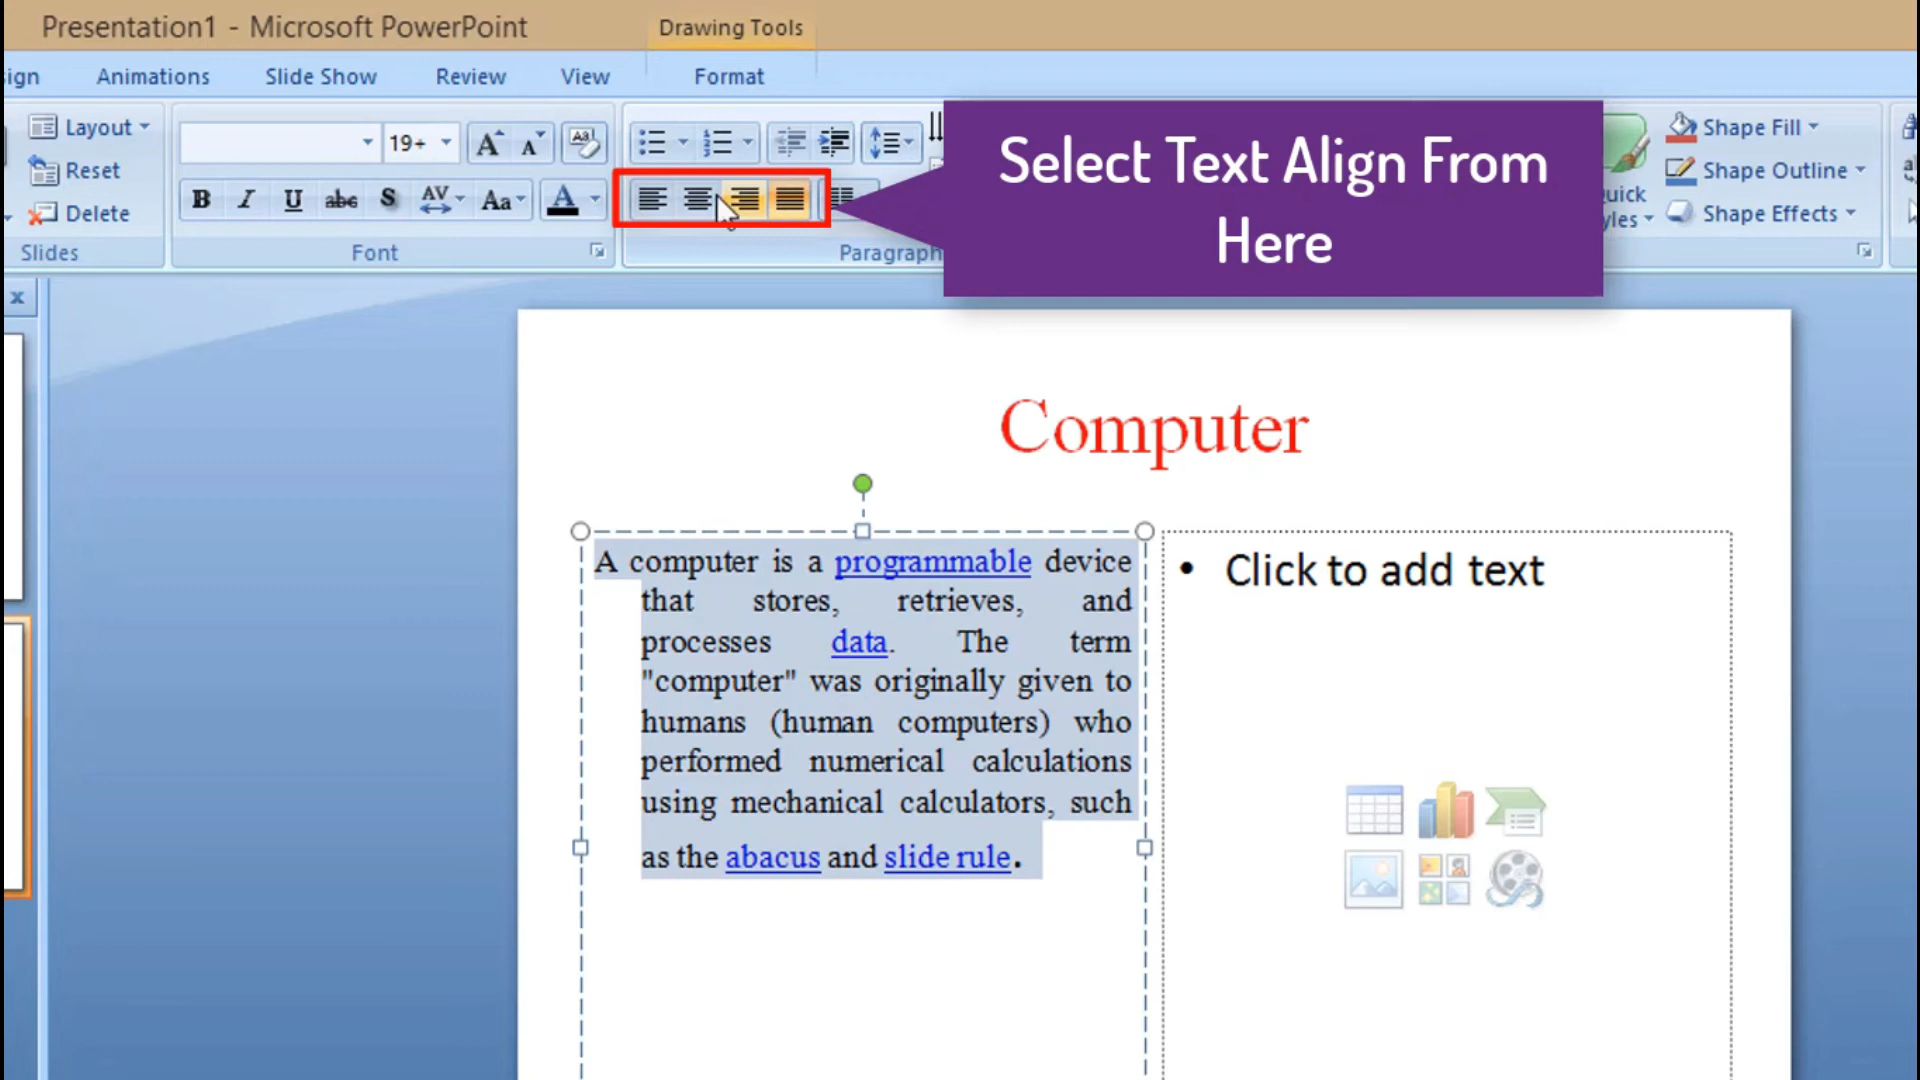 Presentation1 - Microsoft PowerPoint
Drawing Tools
ign Animations Slide Show Review View Format
Layout
Reset
Delete
Slides
19+
B I U abc S AV Aa A
Font
Paragraph
Select Text Align From
Here
uick
yles
Shape Fill
Shape Outline
Shape Effects
Computer
A computer is a programmable device
that stores, retrieves, and
processes data. The term
"computer" was originally given to
humans (human computers) who
performed numerical calculations
using mechanical calculators, such
as the abacus and slide rule.
• Click to add text